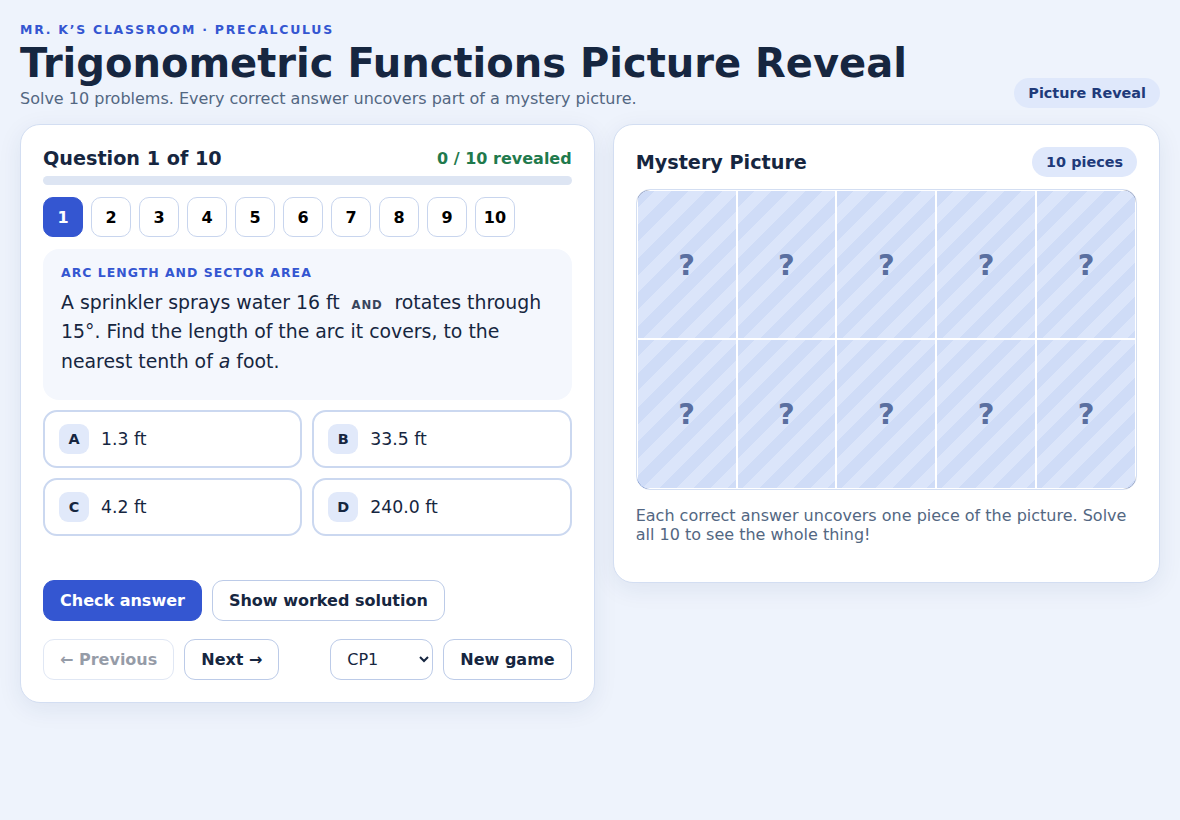 MR. K’S CLASSROOM · PRECALCULUS
Trigonometric Functions Picture Reveal
Solve 10 problems. Every correct answer uncovers part of a mystery picture.
Picture Reveal
Question 1 of 10
0 / 10 revealed
1 2 3 4 5 6 7 8 9 10
ARC LENGTH AND SECTOR AREA
A sprinkler sprays water 16 ft AND rotates through
15°. Find the length of the arc it covers, to the
nearest tenth of a foot.
A 1.3 ft
B 33.5 ft
C 4.2 ft
D 240.0 ft
Check answer
Show worked solution
← Previous
Next →
CP1
New game
Mystery Picture
10 pieces
? ? ? ? ?
? ? ? ? ?
Each correct answer uncovers one piece of the picture. Solve
all 10 to see the whole thing!